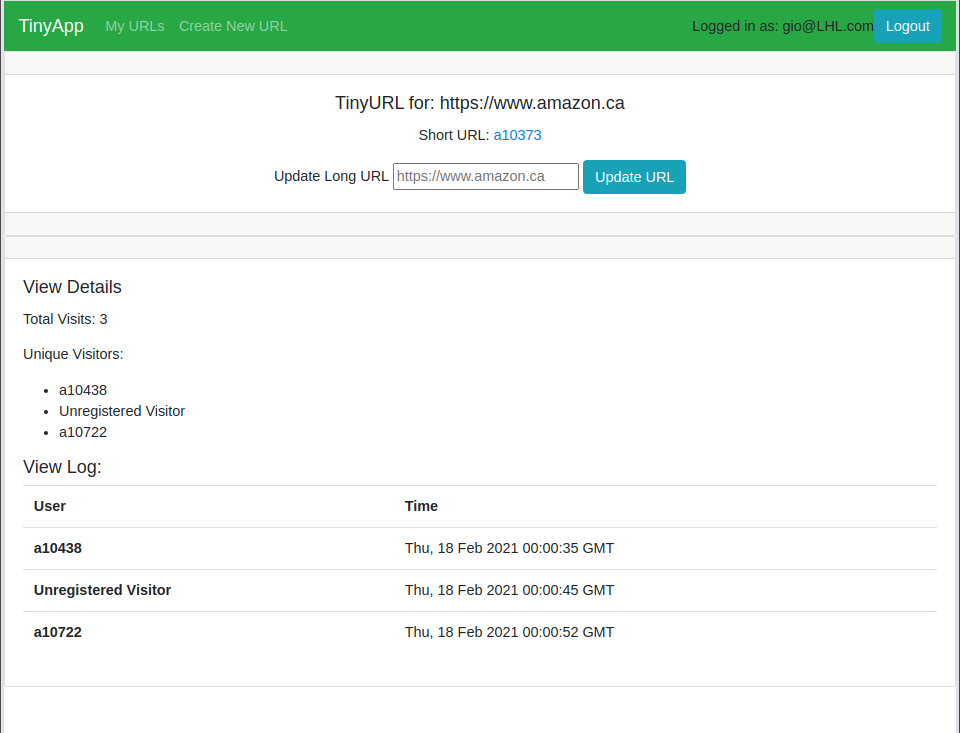 TinyApp My URLs Create New URL Logged in as: gio@LHL.com Logout
TinyURL for: https://www.amazon.ca
Short URL: a10373
Update Long URL https://www.amazon.ca Update URL
View Details
Total Visits: 3
Unique Visitors:
a10438
Unregistered Visitor
a10722
View Log:
User Time
a10438 Thu, 18 Feb 2021 00:00:35 GMT
Unregistered Visitor Thu, 18 Feb 2021 00:00:45 GMT
a10722 Thu, 18 Feb 2021 00:00:52 GMT